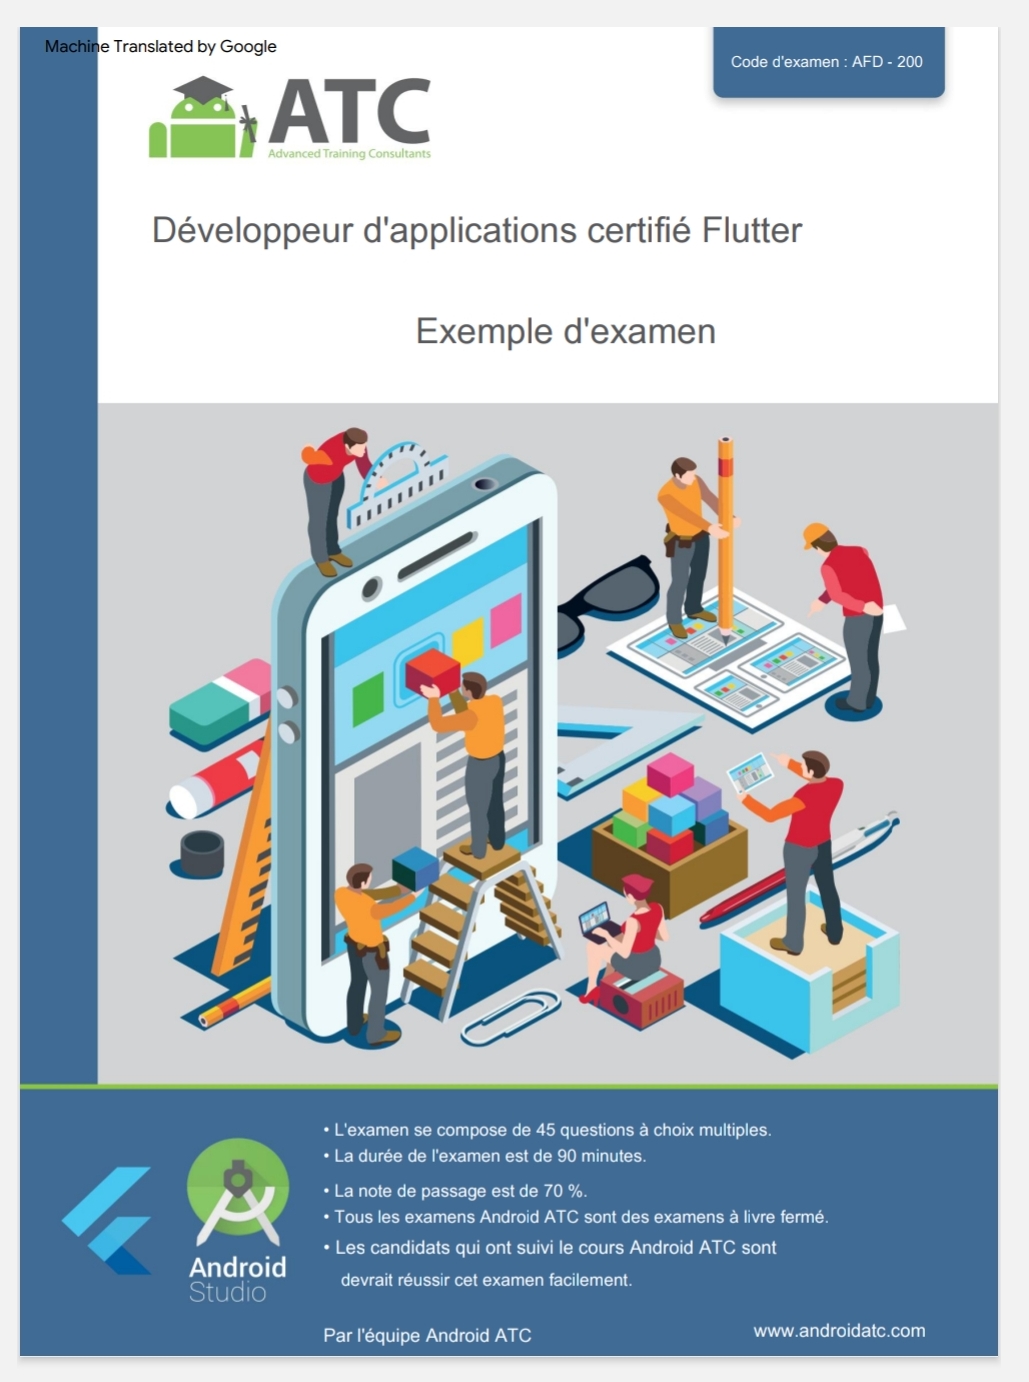 Machine Translated by Google
Code d'examen : AFD - 200
ATC
Advanced Training Consultants
Développeur d'applications certifié Flutter
Exemple d'examen
• L'examen se compose de 45 questions à choix multiples.
• La durée de l'examen est de 90 minutes.
• La note de passage est de 70 %.
• Tous les examens Android ATC sont des examens à livre fermé.
• Les candidats qui ont suivi le cours Android ATC sont
devrait réussir cet examen facilement.
Android
Studio
Par l'équipe Android ATC
www.androidatc.com